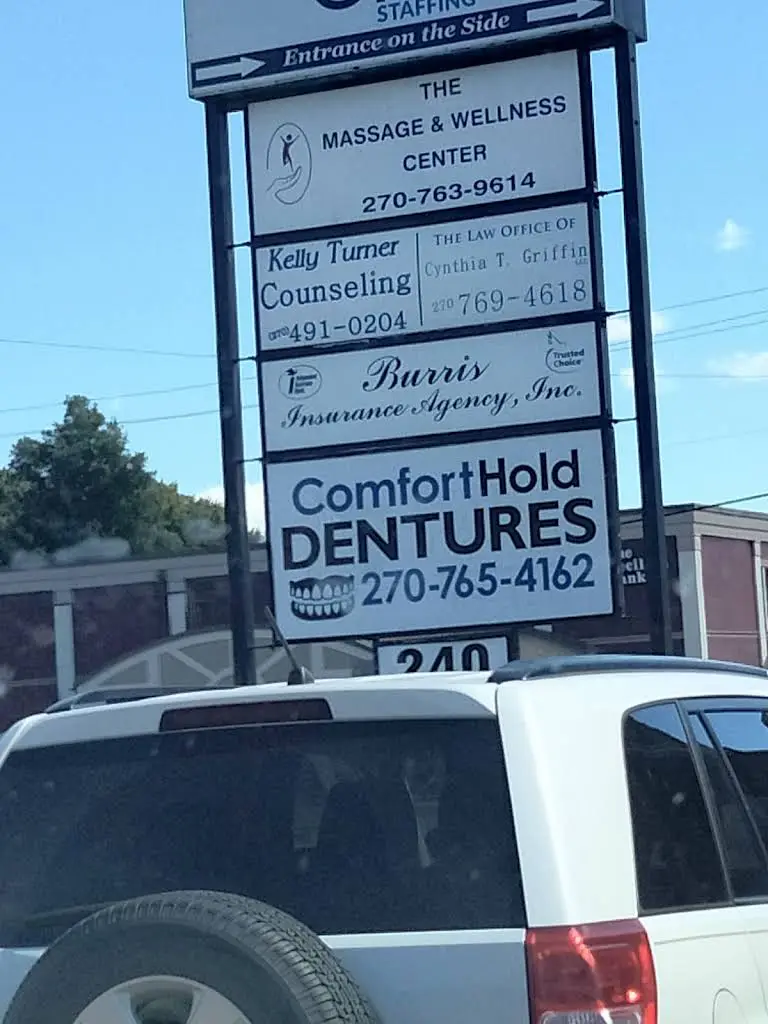 STAFFING
Entrance on the Side
THE
MASSAGE & WELLNESS
CENTER
270-763-9614
Kelly Turner
Counseling
(270)491-0204
THE LAW OFFICE OF
Cynthia T. Griffin
270 769-4618
Trusted
Choice
Burris
Insurance Agency, Inc.
ComfortHold
DENTURES
270-765-4162
240